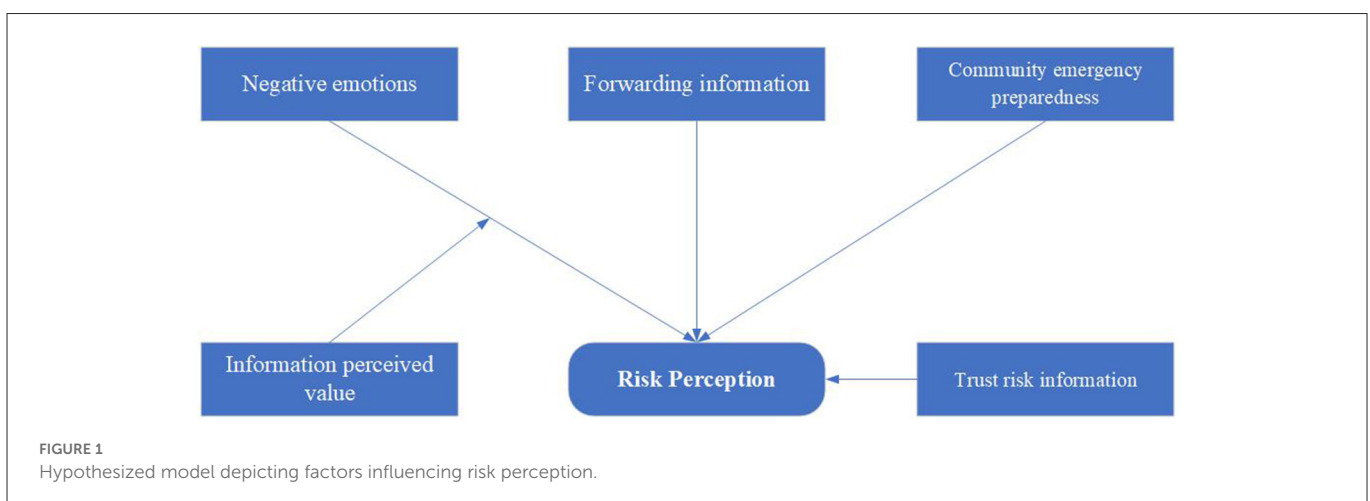 Negative emotions
Forwarding information
Community emergency
preparedness
Information perceived
value
Risk Perception
Trust risk information
FIGURE 1
Hypothesized model depicting factors influencing risk perception.